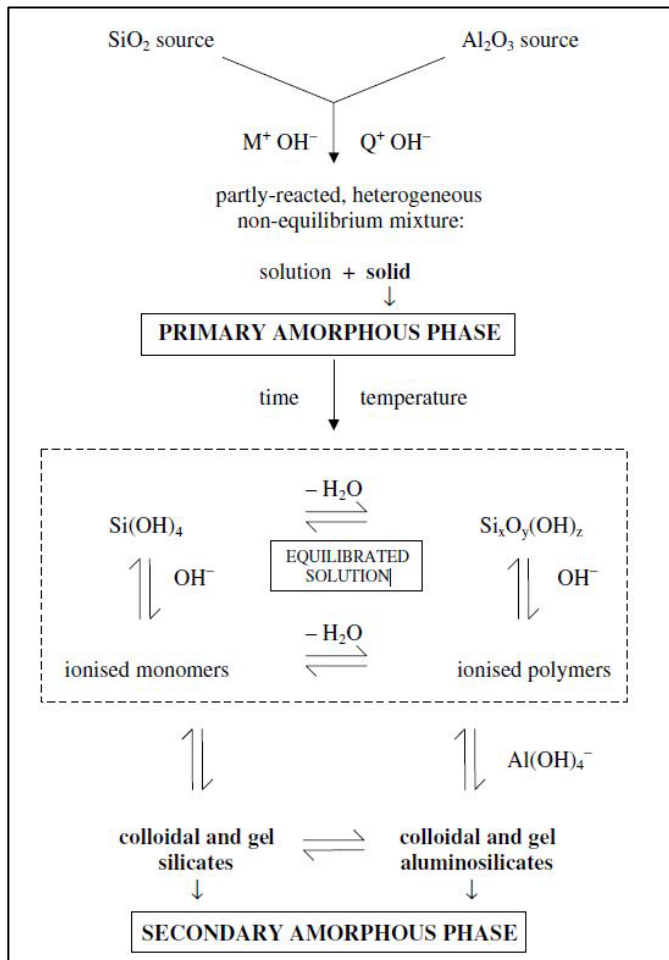 SiO₂ source Al₂O₃ source
M⁺ OH⁻ Q⁺ OH⁻
partly-reacted, heterogeneous
non-equilibrium mixture:
solution + solid
↓
PRIMARY AMORPHOUS PHASE
time temperature
– H₂O
Si(OH)₄ SiₓOᵧ(OH)z
EQUILIBRATED
SOLUTION
OH⁻ OH⁻
– H₂O
ionised monomers ionised polymers
Al(OH)₄⁻
colloidal and gel colloidal and gel
silicates aluminosilicates
↓ ↓
SECONDARY AMORPHOUS PHASE